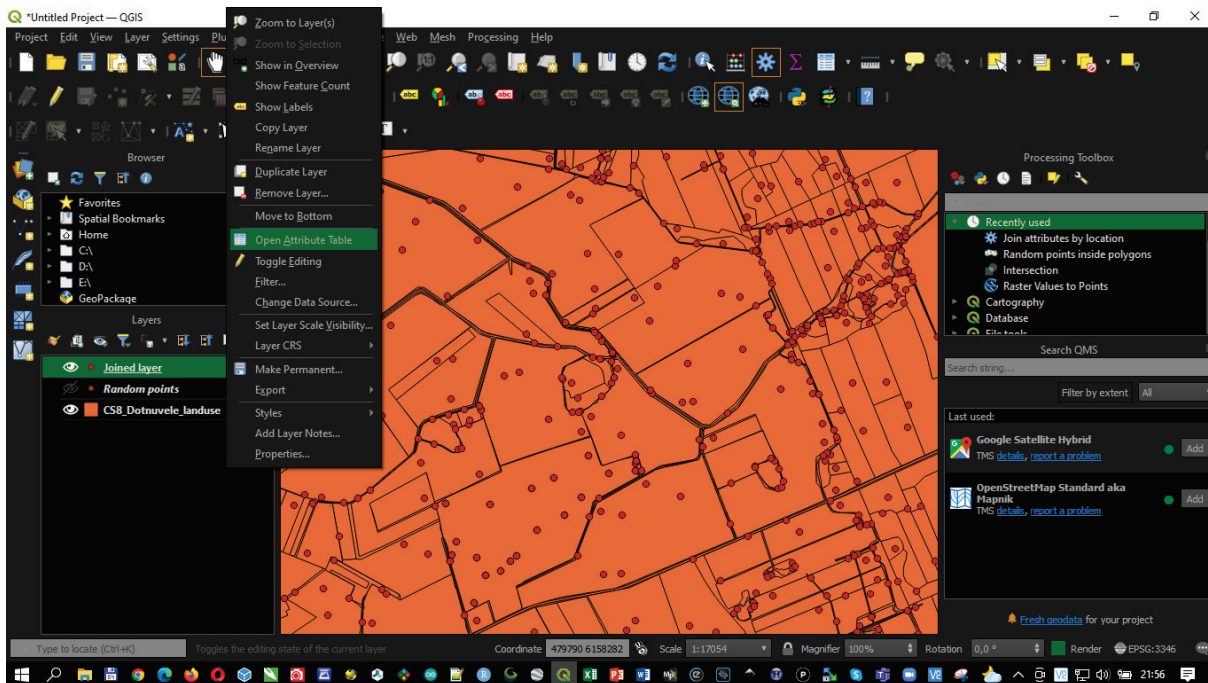 *Untitled Project — QGIS
Project Edit View Layer Settings Web Mesh Processing Help
Zoom to Layer(s)
Zoom to Selection
Show in Overview
Show Feature Count
Show Labels
Copy Layer
Rename Layer
Duplicate Layer
Remove Layer...
Move to Bottom
Open Attribute Table
Toggle Editing
Filter...
Change Data Source...
Set Layer Scale Visibility...
Layer CRS
Make Permanent...
Export
Styles
Add Layer Notes...
Properties...
Browser
Favorites
Spatial Bookmarks
Home
C:\
D:\
E:\
GeoPackage
Layers
Joined layer
Random points
CS8_Dotnuvele_landuse
Processing Toolbox
Recently used
Join attributes by location
Random points inside polygons
Intersection
Raster Values to Points
Cartography
Database
File tools
Search QMS
Search string...
Filter by extent All
Last used:
Google Satellite Hybrid
TMS details, report a problem
Add
OpenStreetMap Standard aka
Mapnik
TMS details, report a problem
Add
Fresh geodata for your project
Type to locate (Ctrl+K) Toggles the editing state of the current layer Coordinate 479790 6158282 Scale 1:17054 Magnifier 100% Rotation 0,0 ° Render EPSG:3346
21:56